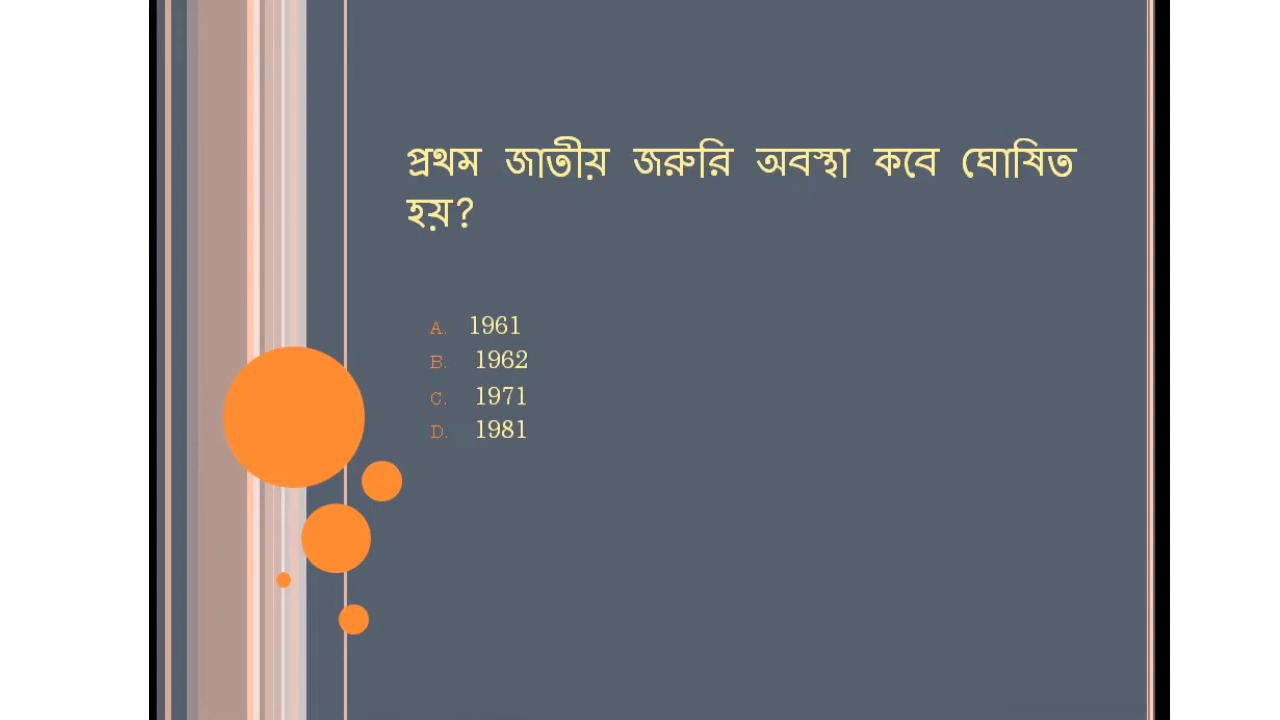 প্রথম জাতীয় জরুরি অবস্থা কবে ঘোষিত
হয়?
A. 1961
B. 1962
C. 1971
D. 1981